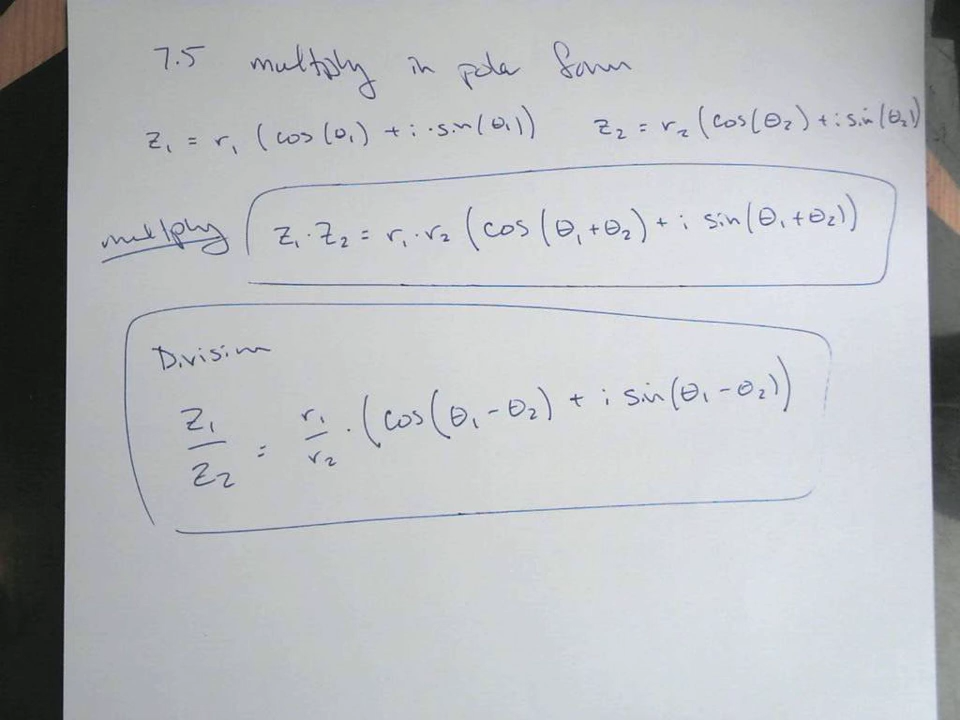 7.5 multiply in polar form
z₁ = r₁ (cos(θ₁) + i·sin(θ₁)) z₂ = r₂ (cos(θ₂) + i sin(θ₂))
multiply z₁·z₂ = r₁·r₂ (cos(θ₁+θ₂) + i sin(θ₁+θ₂))
Division
z₁/z₂ = r₁/r₂ · (cos(θ₁-θ₂) + i sin(θ₁-θ₂))